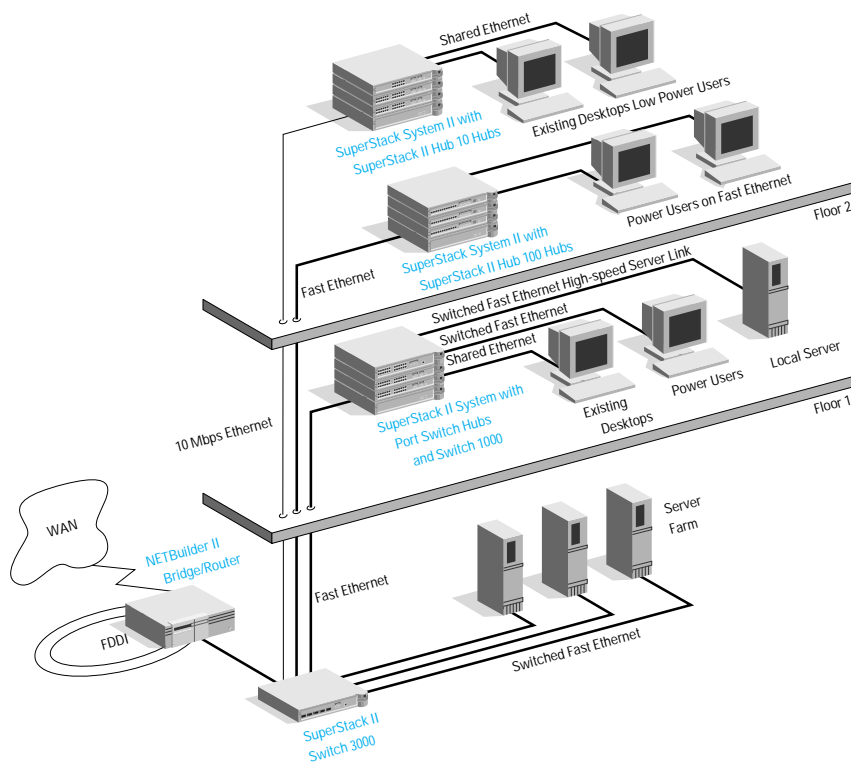 Shared Ethernet
Existing Desktops Low Power Users
SuperStack System II with
SuperStack II Hub 10 Hubs
Power Users on Fast Ethernet
Floor 2
SuperStack System II with
SuperStack II Hub 100 Hubs
Fast Ethernet
Switched Fast Ethernet High-speed Server Link
Switched Fast Ethernet
Shared Ethernet
Local Server
Power Users
Existing
Desktops
Floor 1
SuperStack II System with
Port Switch Hubs
and Switch 1000
10 Mbps Ethernet
WAN
NETBuilder II
Bridge/Router
Server
Farm
Fast Ethernet
FDDI
Switched Fast Ethernet
SuperStack II
Switch 3000